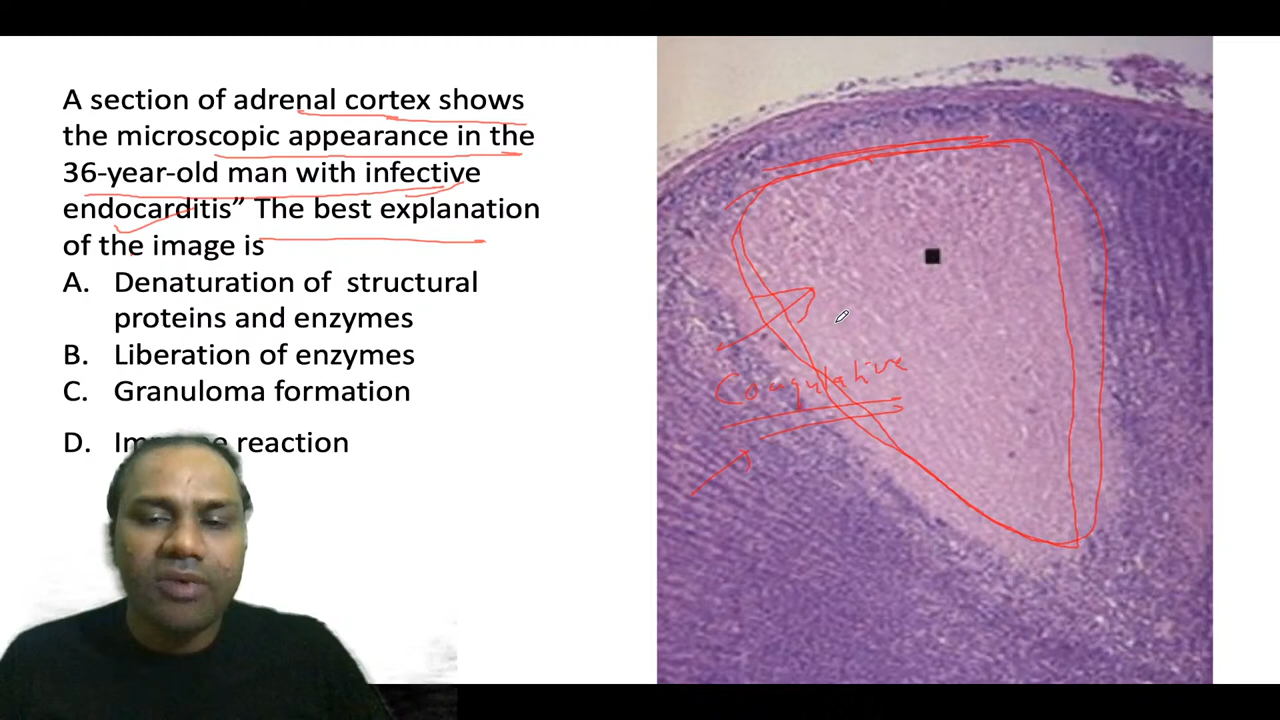 A section of adrenal cortex shows
the microscopic appearance in the
36-year-old man with infective
endocarditis” The best explanation
of the image is
A. Denaturation of structural
proteins and enzymes
B. Liberation of enzymes
C. Granuloma formation
D. reaction
Coagulative